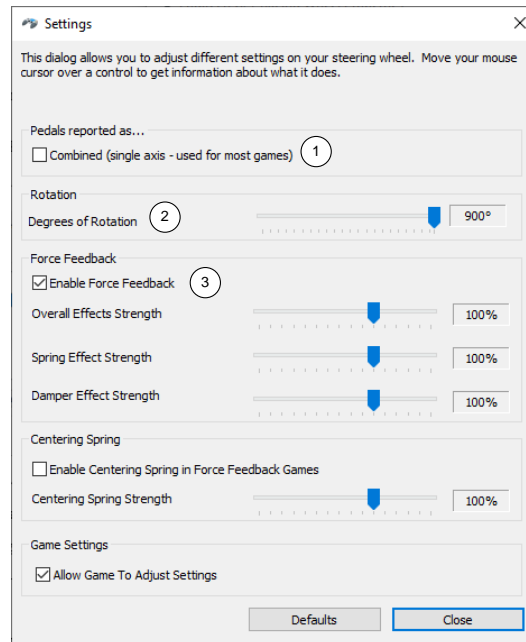 Settings
This dialog allows you to adjust different settings on your steering wheel.  Move your mouse
cursor over a control to get information about what it does.
Pedals reported as...
Combined (single axis - used for most games)
1
Rotation
Degrees of Rotation
2
900°
Force Feedback
Enable Force Feedback
3
Overall Effects Strength
100%
Spring Effect Strength
100%
Damper Effect Strength
100%
Centering Spring
Enable Centering Spring in Force Feedback Games
Centering Spring Strength
100%
Game Settings
Allow Game To Adjust Settings
Defaults
Close